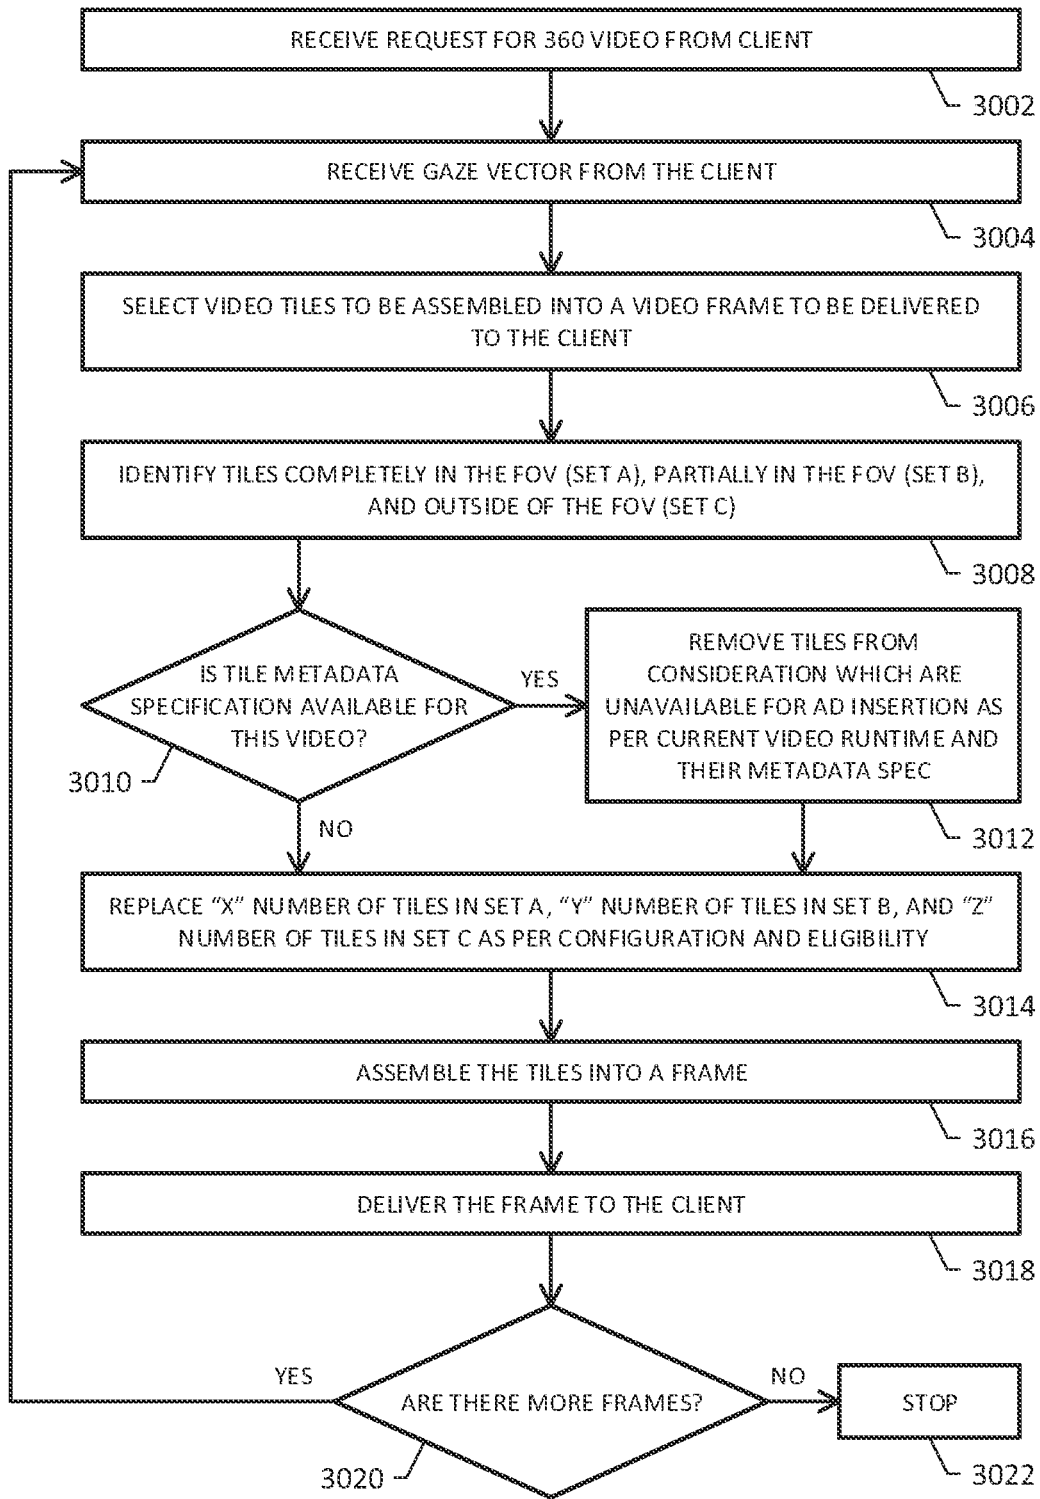 RECEIVE REQUEST FOR 360 VIDEO FROM CLIENT
3002
RECEIVE GAZE VECTOR FROM THE CLIENT
3004
SELECT VIDEO TILES TO BE ASSEMBLED INTO A VIDEO FRAME TO BE DELIVERED
TO THE CLIENT
3006
IDENTIFY TILES COMPLETELY IN THE FOV (SET A), PARTIALLY IN THE FOV (SET B),
AND OUTSIDE OF THE FOV (SET C)
3008
IS TILE METADATA
SPECIFICATION AVAILABLE FOR
THIS VIDEO?
3010
YES
NO
REMOVE TILES FROM
CONSIDERATION WHICH ARE
UNAVAILABLE FOR AD INSERTION AS
PER CURRENT VIDEO RUNTIME AND
THEIR METADATA SPEC
3012
REPLACE “X” NUMBER OF TILES IN SET A, “Y” NUMBER OF TILES IN SET B, AND “Z”
NUMBER OF TILES IN SET C AS PER CONFIGURATION AND ELIGIBILITY
3014
ASSEMBLE THE TILES INTO A FRAME
3016
DELIVER THE FRAME TO THE CLIENT
3018
YES
ARE THERE MORE FRAMES?
3020
NO
STOP
3022